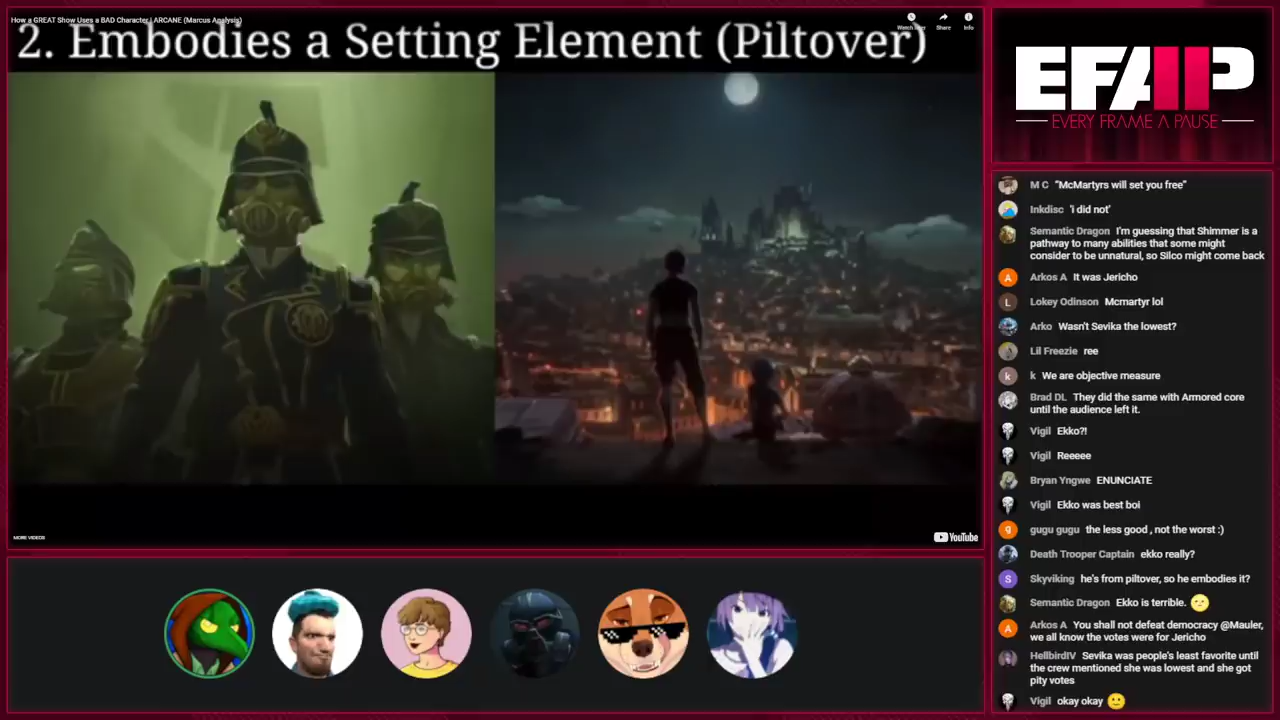 How a GREAT Show Uses a BAD Character | ARCANE (Marcus Analysis)
Watch later
Share
Info
2. Embodies a Setting Element (Piltover)
MORE VIDEOS
YouTube
EFAP
EVERY FRAME A PAUSE
M C "McMartyrs will set you free"
Inkdisc 'i did not'
Semantic Dragon I'm guessing that Shimmer is a
pathway to many abilities that some might
consider to be unnatural, so Silco might come back
A
Arkos A It was Jericho
L
Lokey Odinson Mcmartyr lol
Arko Wasn't Sevika the lowest?
Lil Freezie ree
k
k We are objective measure
Brad DL They did the same with Armored core
until the audience left it.
Vigil Ekko?!
Vigil Reeeee
Bryan Yngwe ENUNCIATE
Vigil Ekko was best boi
g
gugu gugu the less good , not the worst :)
Death Trooper Captain ekko really?
S
Skyviking he's from piltover, so he embodies it?
Semantic Dragon Ekko is terrible.
A
Arkos A You shall not defeat democracy @Mauler,
we all know the votes were for Jericho
HellbirdIV Sevika was people's least favorite until
the crew mentioned she was lowest and she got
pity votes
Vigil okay okay